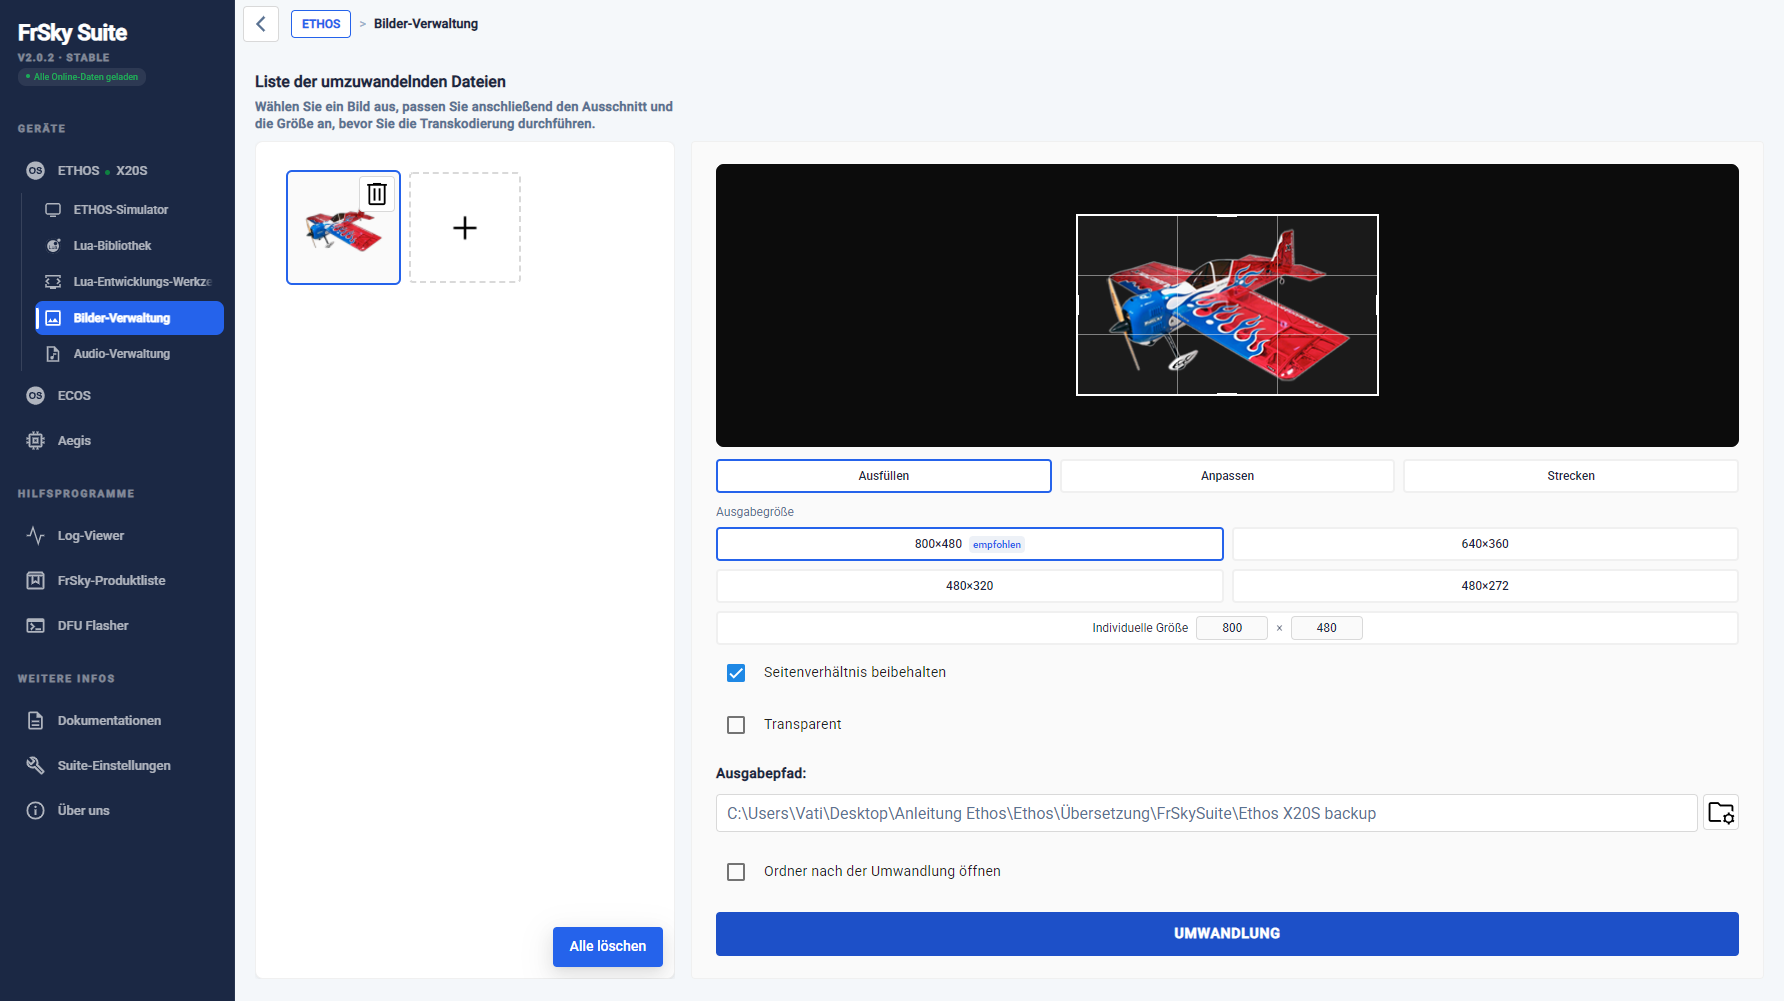 FrSky Suite
V2.0.2 · STABLE
Alle Online-Daten geladen
GERÄTE
ETHOS • X20S
ETHOS-Simulator
Lua-Bibliothek
Lua-Entwicklungs-Werkze
Bilder-Verwaltung
Audio-Verwaltung
ECOS
Aegis
HILFSPROGRAMME
Log-Viewer
FrSky-Produktliste
DFU Flasher
WEITERE INFOS
Dokumentationen
Suite-Einstellungen
Über uns
ETHOS > Bilder-Verwaltung
Liste der umzuwandelnden Dateien
Wählen Sie ein Bild aus, passen Sie anschließend den Ausschnitt und
die Größe an, bevor Sie die Transkodierung durchführen.
Alle löschen
Ausfüllen
Anpassen
Strecken
Ausgabegröße
800×480 empfohlen
640×360
480×320
480×272
Individuelle Größe 800 × 480
Seitenverhältnis beibehalten
Transparent
Ausgabepfad:
C:\Users\Vati\Desktop\Anleitung Ethos\Ethos\Übersetzung\FrSkySuite\Ethos X20S backup
Ordner nach der Umwandlung öffnen
UMWANDLUNG